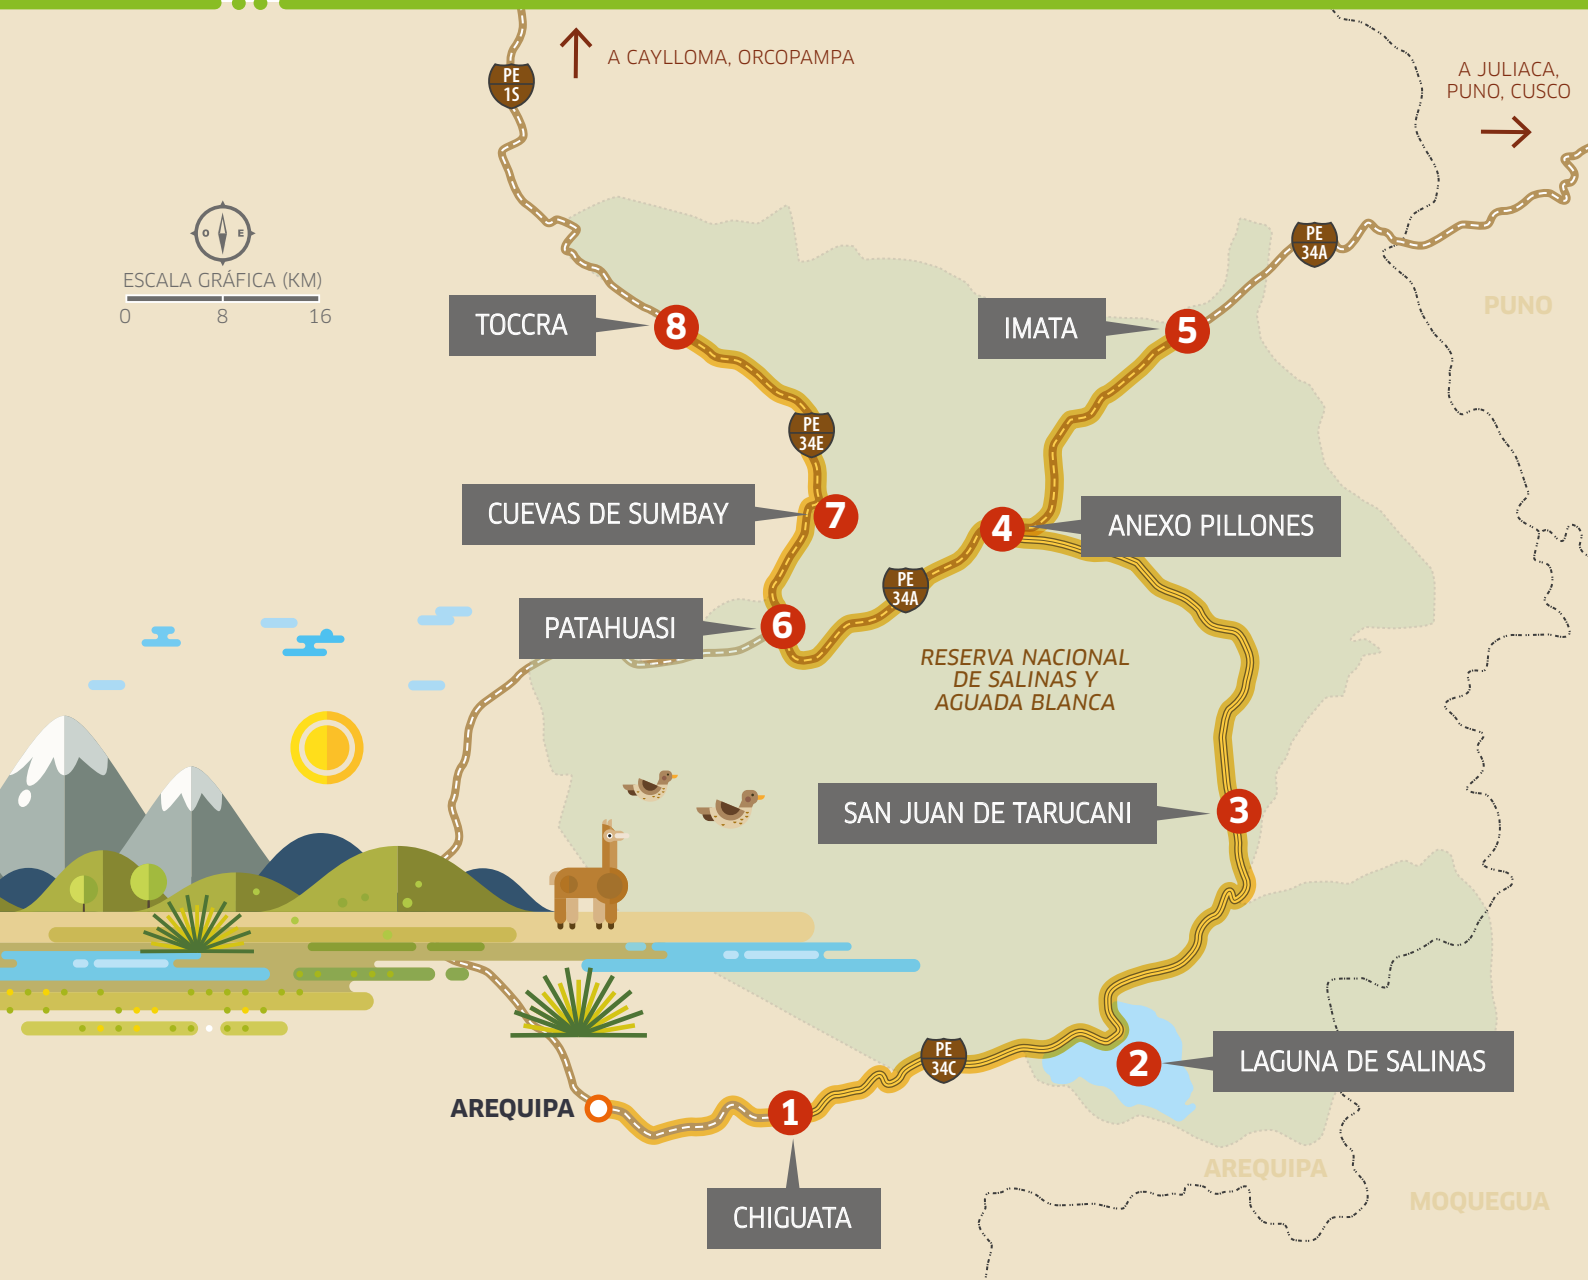 A CAYLLOMA, ORCOPAMPA
A JULIACA,
PUNO, CUSCO
PE
1S
O E
ESCALA GRÁFICA (KM)
0 8 16
PE
34A
PUNO
TOCCRA
8
IMATA
5
PE
34E
CUEVAS DE SUMBAY
7
4
ANEXO PILLONES
PE
34A
PATAHUASI
6
RESERVA NACIONAL
DE SALINAS Y
AGUADA BLANCA
SAN JUAN DE TARUCANI
3
PE
34C
2
LAGUNA DE SALINAS
AREQUIPA
1
AREQUIPA
MOQUEGUA
CHIGUATA